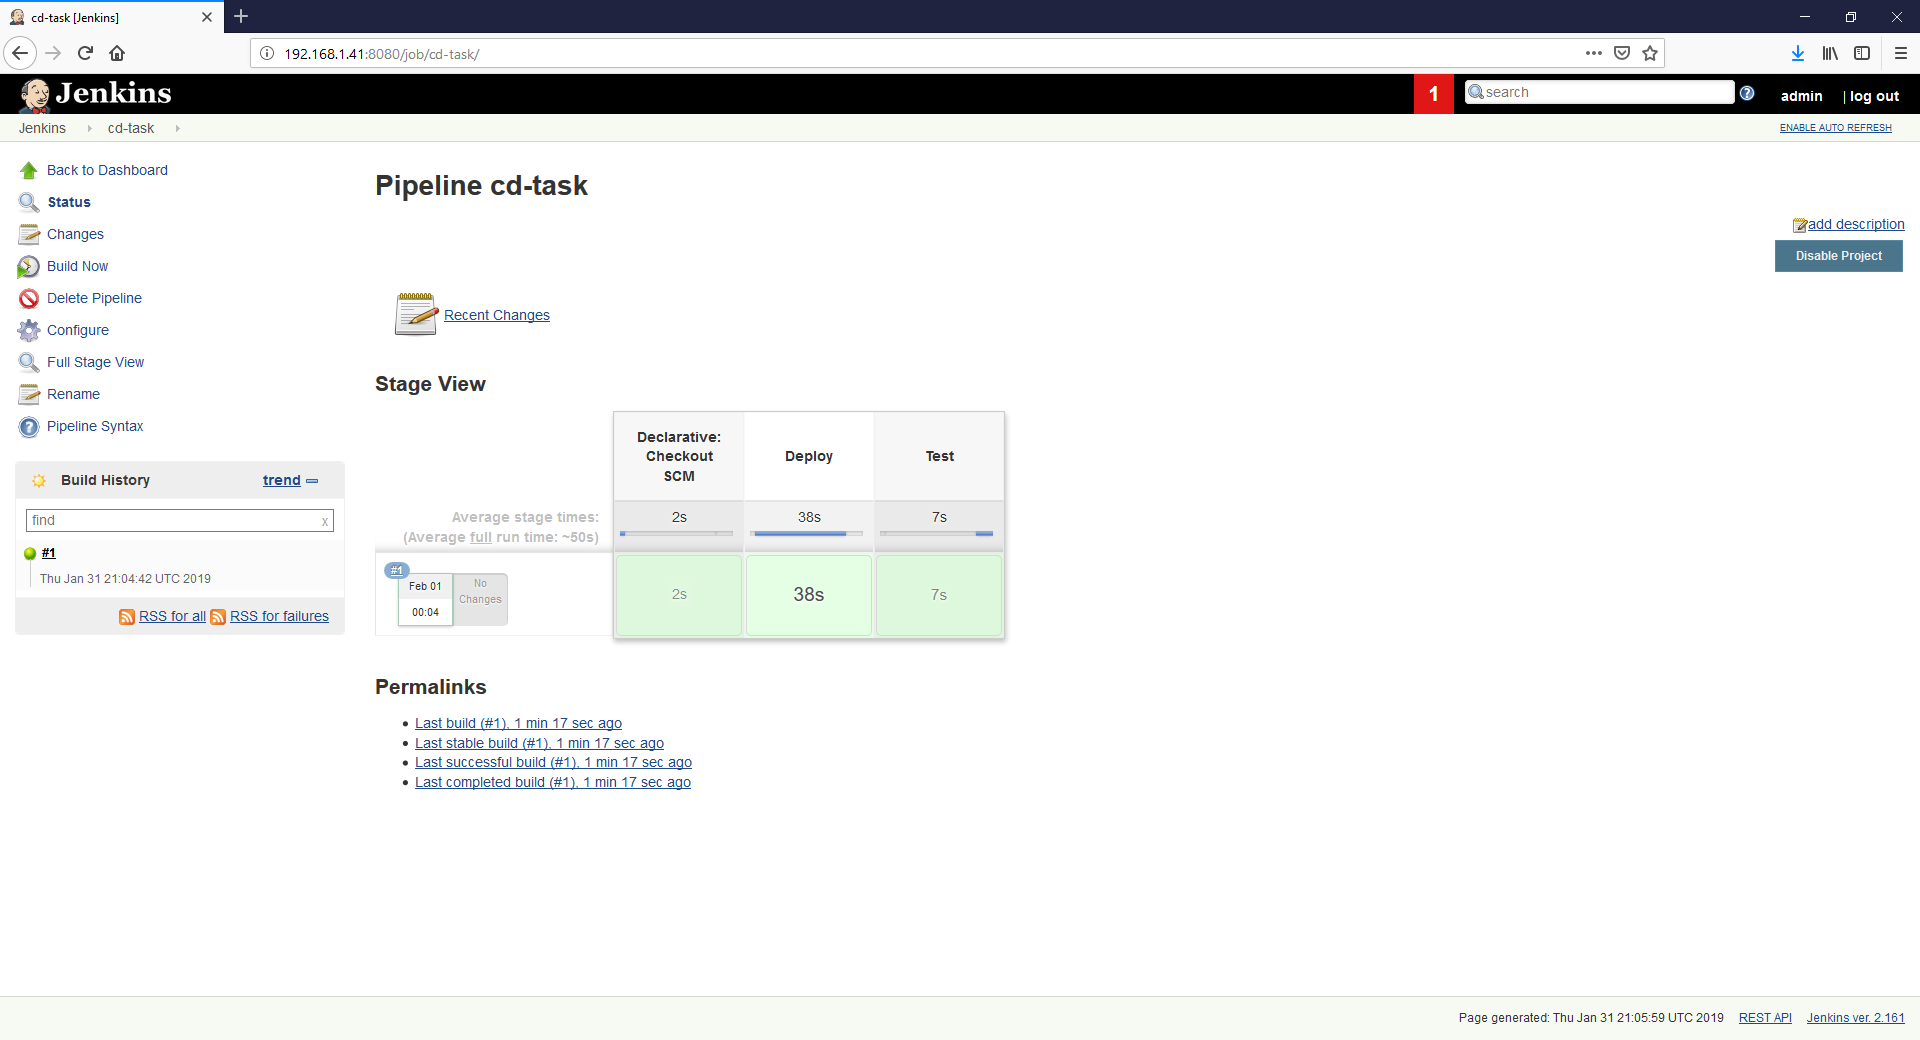 cd-task [Jenkins]
192.168.1.41:8080/job/cd-task/
Jenkins
1
search
admin
| log out
Jenkins
cd-task
ENABLE AUTO REFRESH
Back to Dashboard
Status
Changes
Build Now
Delete Pipeline
Configure
Full Stage View
Rename
Pipeline Syntax
Build History
trend
find
x
#1
Thu Jan 31 21:04:42 UTC 2019
RSS for all
RSS for failures
Pipeline cd-task
add description
Disable Project
Recent Changes
Stage View
Declarative:
Checkout
SCM
Deploy
Test
Average stage times:
(Average full run time: ~50s)
2s
38s
7s
#1
Feb 01
00:04
No
Changes
2s
38s
7s
Permalinks
Last build (#1), 1 min 17 sec ago
Last stable build (#1), 1 min 17 sec ago
Last successful build (#1), 1 min 17 sec ago
Last completed build (#1), 1 min 17 sec ago
Page generated: Thu Jan 31 21:05:59 UTC 2019
REST API
Jenkins ver. 2.161